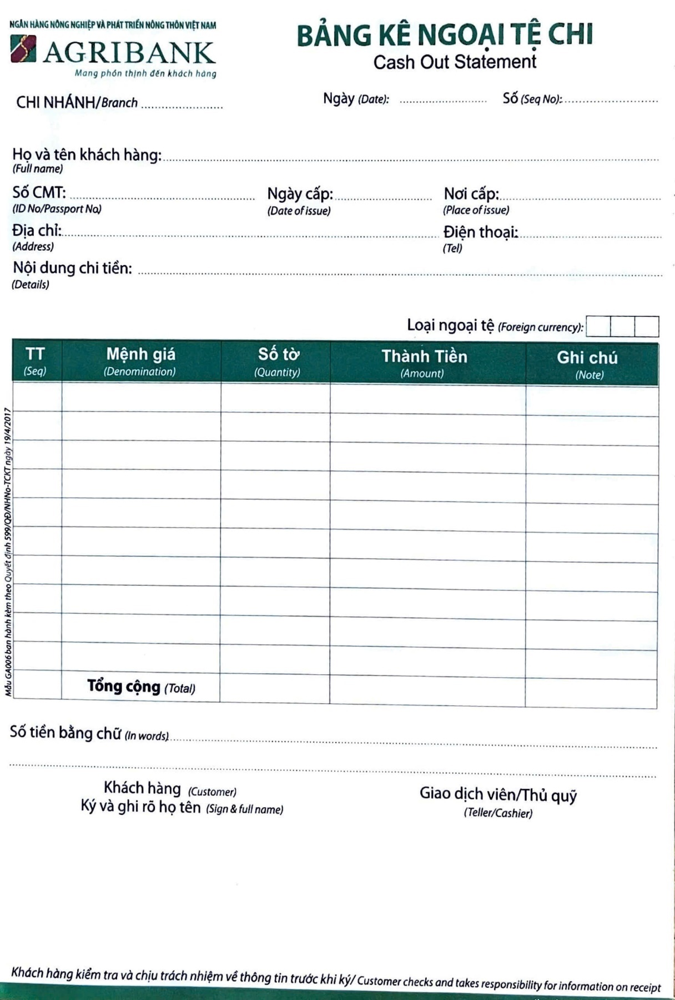 NGÂN HÀNG NÔNG NGHIỆP VÀ PHÁT TRIỂN NÔNG THÔN VIỆT NAM
AGRIBANK
Mang phồn thịnh đến khách hàng
BẢNG KÊ NGOẠI TỆ CHI
Cash Out Statement
CHI NHÁNH/Branch
Ngày (Date): Số (Seq No):
Họ và tên khách hàng:
(Full name)
Số CMT: Ngày cấp: Nơi cấp:
(ID No/Passport No) (Date of issue) (Place of issue)
Địa chỉ: Điện thoại:
(Address) (Tel)
Nội dung chi tiền:
(Details)
Loại ngoại tệ (Foreign currency):
TT Mệnh giá Số tờ Thành Tiền Ghi chú
(Seq) (Denomination) (Quantity) (Amount) (Note)
Tổng cộng (Total)
Mẫu GA006 ban hành kèm theo Quyết định 599/QĐ/NHNo-TCKT ngày 19/4/2017
Số tiền bằng chữ (In words)
Khách hàng (Customer) Giao dịch viên/Thủ quỹ
Ký và ghi rõ họ tên (Sign & full name) (Teller/Cashier)
Khách hàng kiểm tra và chịu trách nhiệm về thông tin trước khi ký/ Customer checks and takes responsibility for information on receipt